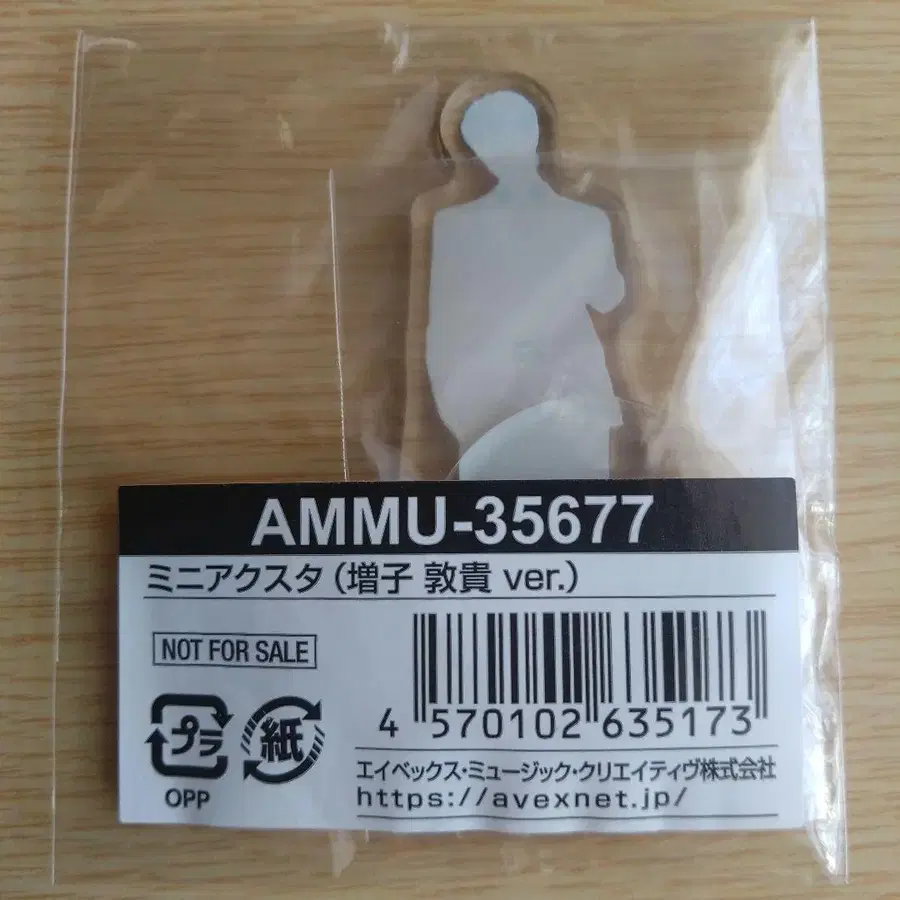 AMMU-35677
ミニアクスタ(増子 敦貴 ver.)
NOT FOR SALE
4 570102 635173
プラ 紙
OPP
エイベックス・ミュージック・クリエイティヴ株式会社
https://avexnet.jp/